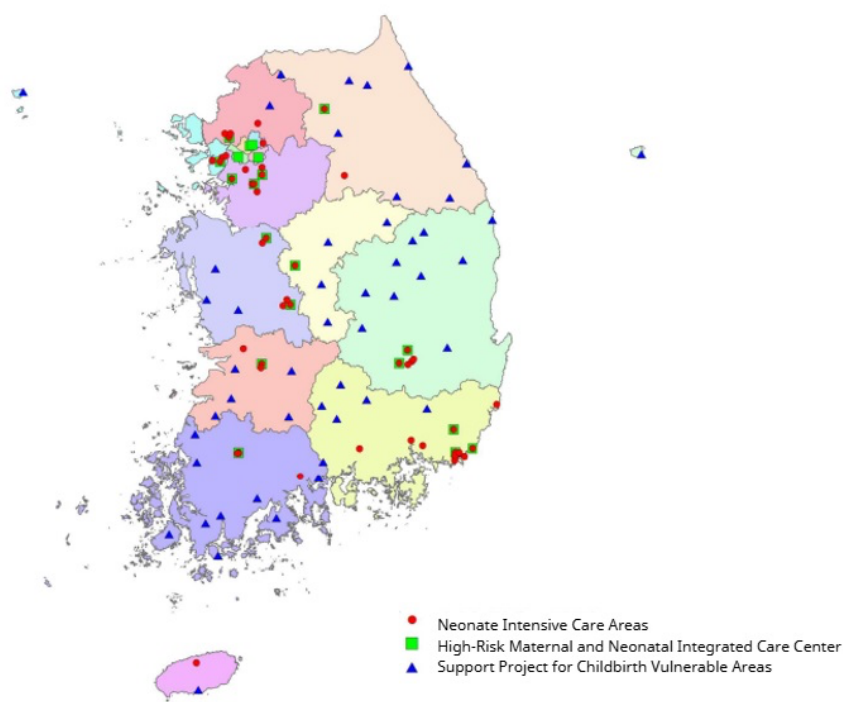 Neonate Intensive Care Areas
High-Risk Maternal and Neonatal Integrated Care Center
Support Project for Childbirth Vulnerable Areas